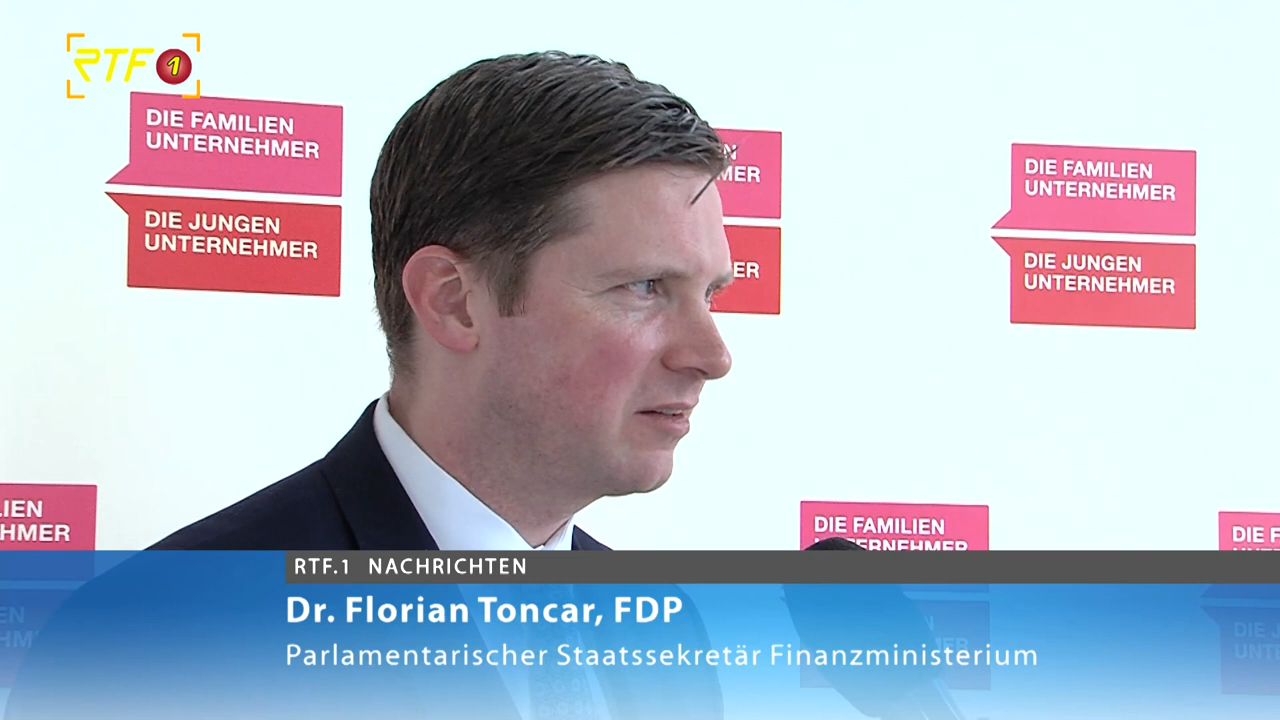 RTF 1
DIE FAMILIEN
UNTERNEHMER
DIE JUNGEN
UNTERNEHMER
DIE FAMILIEN
UNTERNEHMER
DIE JUNGEN
UNTERNEHMER
DIE FAMILIEN
RTF.1 NACHRICHTEN
Dr. Florian Toncar, FDP
Parlamentarischer Staatssekretär Finanzministerium